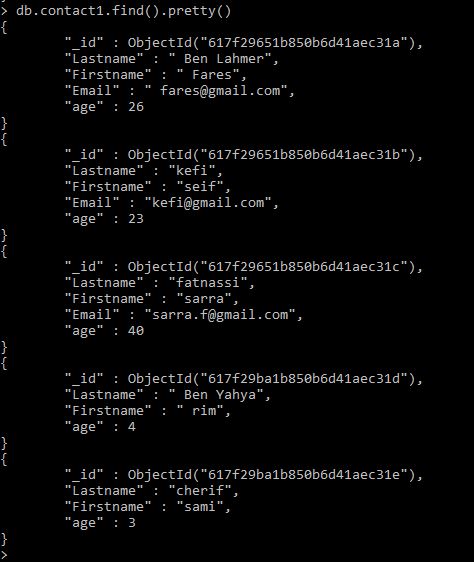 > db.contact1.find().pretty()
{
        "_id" : ObjectId("617f29651b850b6d41aec31a"),
        "Lastname" : " Ben Lahmer",
        "Firstname" : " Fares",
        "Email" : " fares@gmail.com",
        "age" : 26
}
{
        "_id" : ObjectId("617f29651b850b6d41aec31b"),
        "Lastname" : "kefi",
        "Firstname" : "seif",
        "Email" : "kefi@gmail.com",
        "age" : 23
}
{
        "_id" : ObjectId("617f29651b850b6d41aec31c"),
        "Lastname" : "fatnassi",
        "Firstname" : "sarra",
        "Email" : "sarra.f@gmail.com",
        "age" : 40
}
{
        "_id" : ObjectId("617f29ba1b850b6d41aec31d"),
        "Lastname" : " Ben Yahya",
        "Firstname" : " rim",
        "age" : 4
}
{
        "_id" : ObjectId("617f29ba1b850b6d41aec31e"),
        "Lastname" : "cherif",
        "Firstname" : "sami",
        "age" : 3
}
>